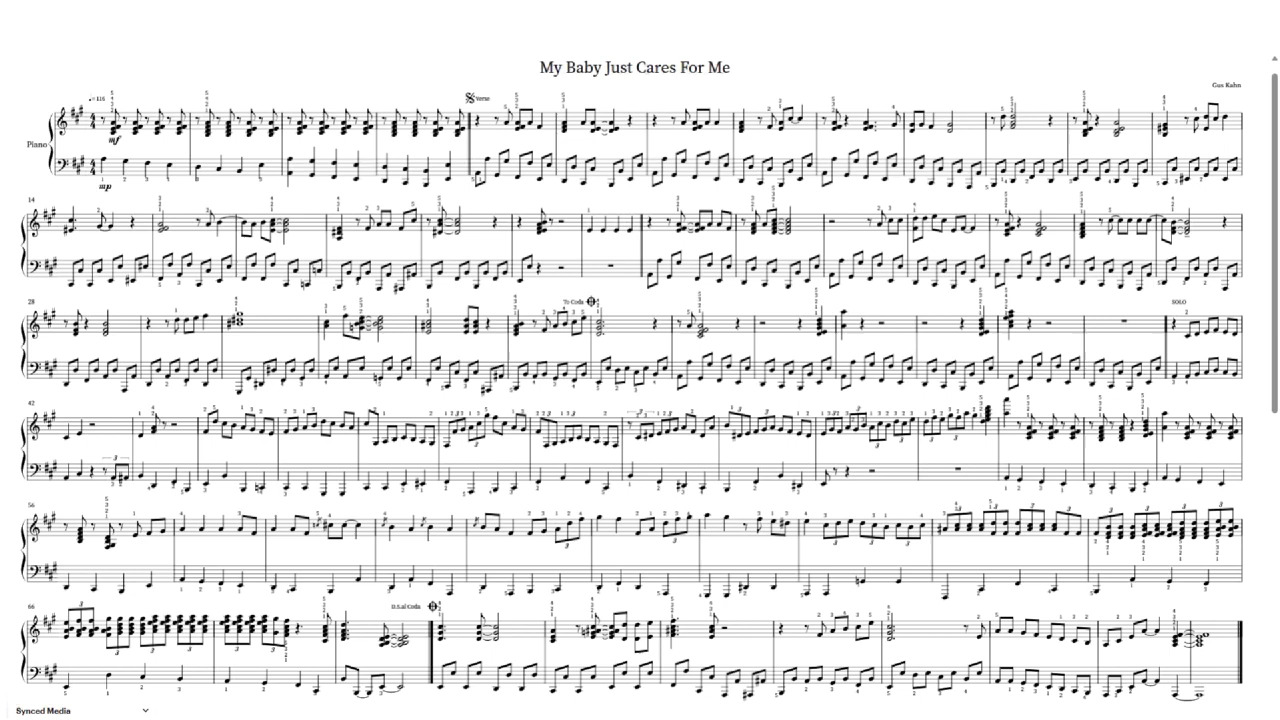 My Baby Just Cares For Me
Gus Kahn
♩=116
Verse
Piano
mf
mp
14
28
To Coda
SOLO
42
56
66
D.S.al Coda
Synced Media